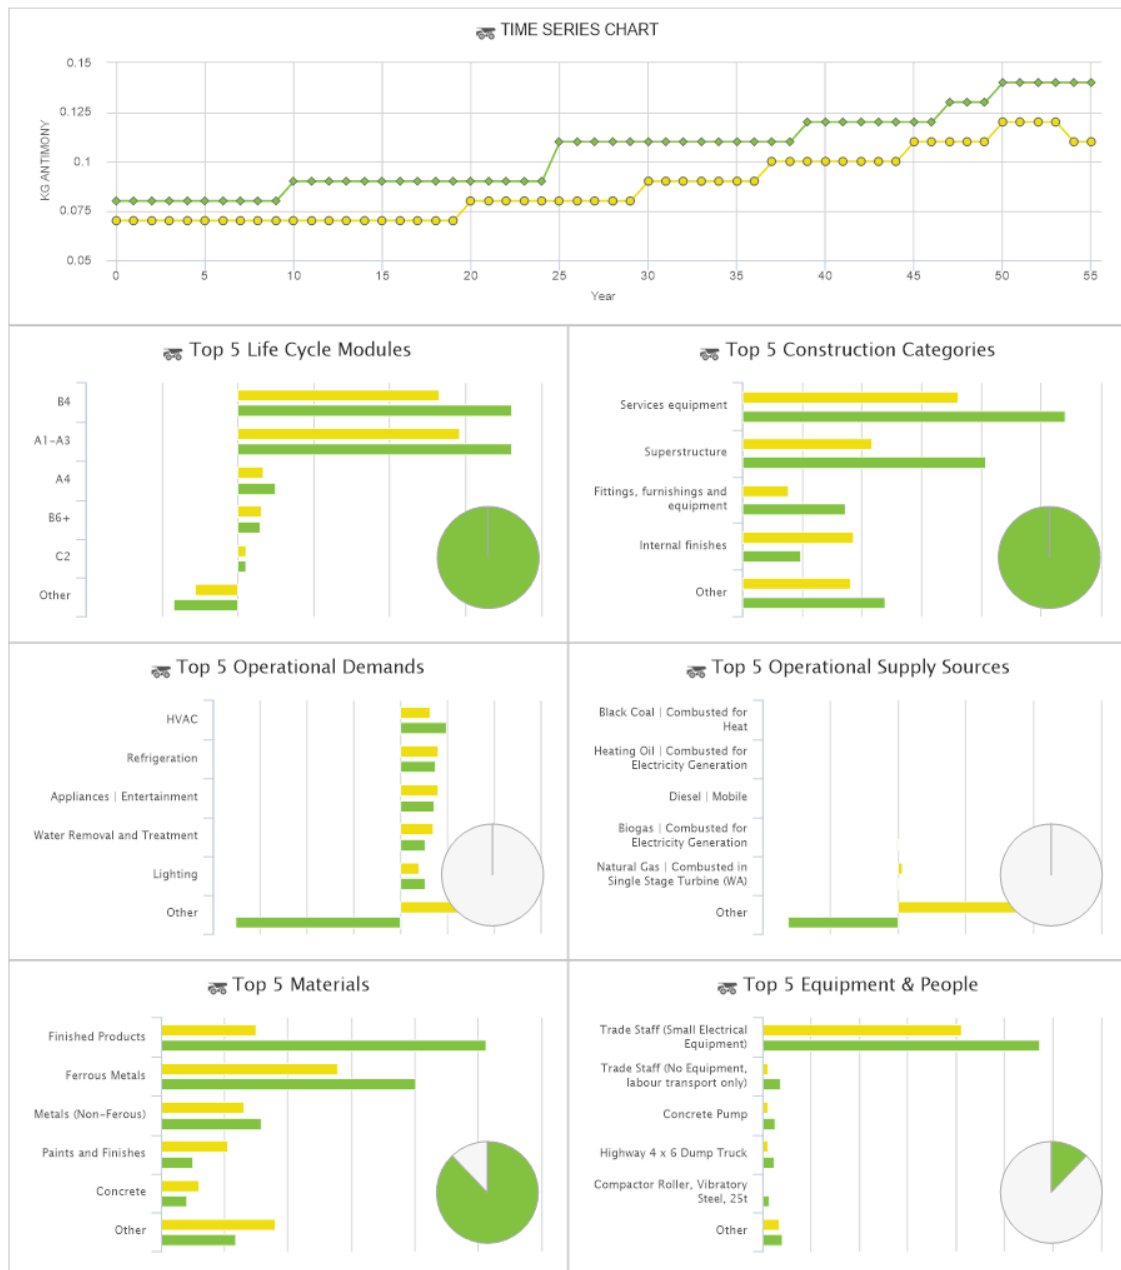 TIME SERIES CHART
0.15
0.125
0.1
0.075
0.05
KG ANTIMONY
0 5 10 15 20 25 30 35 40 45 50 55
Year
Top 5 Life Cycle Modules
B4
A1-A3
A4
B6+
C2
Other
Top 5 Construction Categories
Services equipment
Superstructure
Fittings, furnishings and
equipment
Internal finishes
Other
Top 5 Operational Demands
HVAC
Refrigeration
Appliances | Entertainment
Water Removal and Treatment
Lighting
Other
Top 5 Operational Supply Sources
Black Coal | Combusted for
Heat
Heating Oil | Combusted for
Electricity Generation
Diesel | Mobile
Biogas | Combusted for
Electricity Generation
Natural Gas | Combusted in
Single Stage Turbine (WA)
Other
Top 5 Materials
Finished Products
Ferrous Metals
Metals (Non-Ferous)
Paints and Finishes
Concrete
Other
Top 5 Equipment & People
Trade Staff (Small Electrical
Equipment)
Trade Staff (No Equipment,
labour transport only)
Concrete Pump
Highway 4 x 6 Dump Truck
Compactor Roller, Vibratory
Steel, 25t
Other